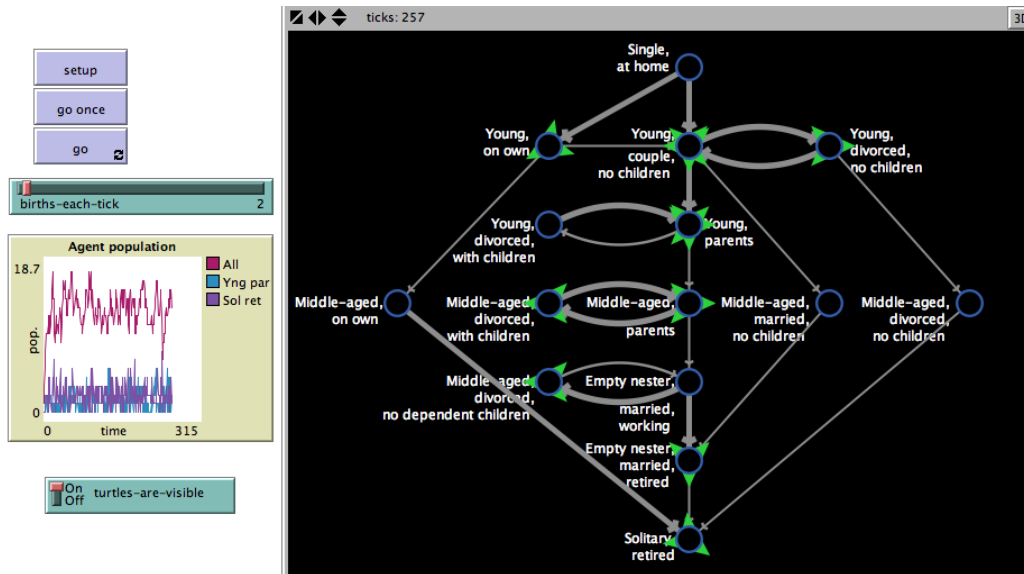 ticks: 257
3D
setup
go once
go
births-each-tick 2
Agent population
18.7
pop.
0
0 time 315
All
Yng par
Sol ret
On
Off
turtles-are-visible
Single,
at home
Young,
on own
Young,
couple,
no children
Young,
divorced,
no children
Young,
divorced,
with children
Young,
parents
Middle-aged,
on own
Middle-aged,
divorced,
with children
Middle-aged,
parents
Middle-aged,
married,
no children
Middle-aged,
divorced,
no children
Middle-aged,
divorced,
no dependent children
Empty nester,
married,
working
Empty nester,
married,
retired
Solitary,
retired